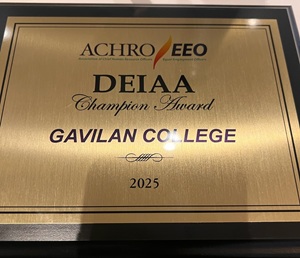 ACHRO EEO
DEIAA
Champion Award
GAVILAN COLLEGE
2025